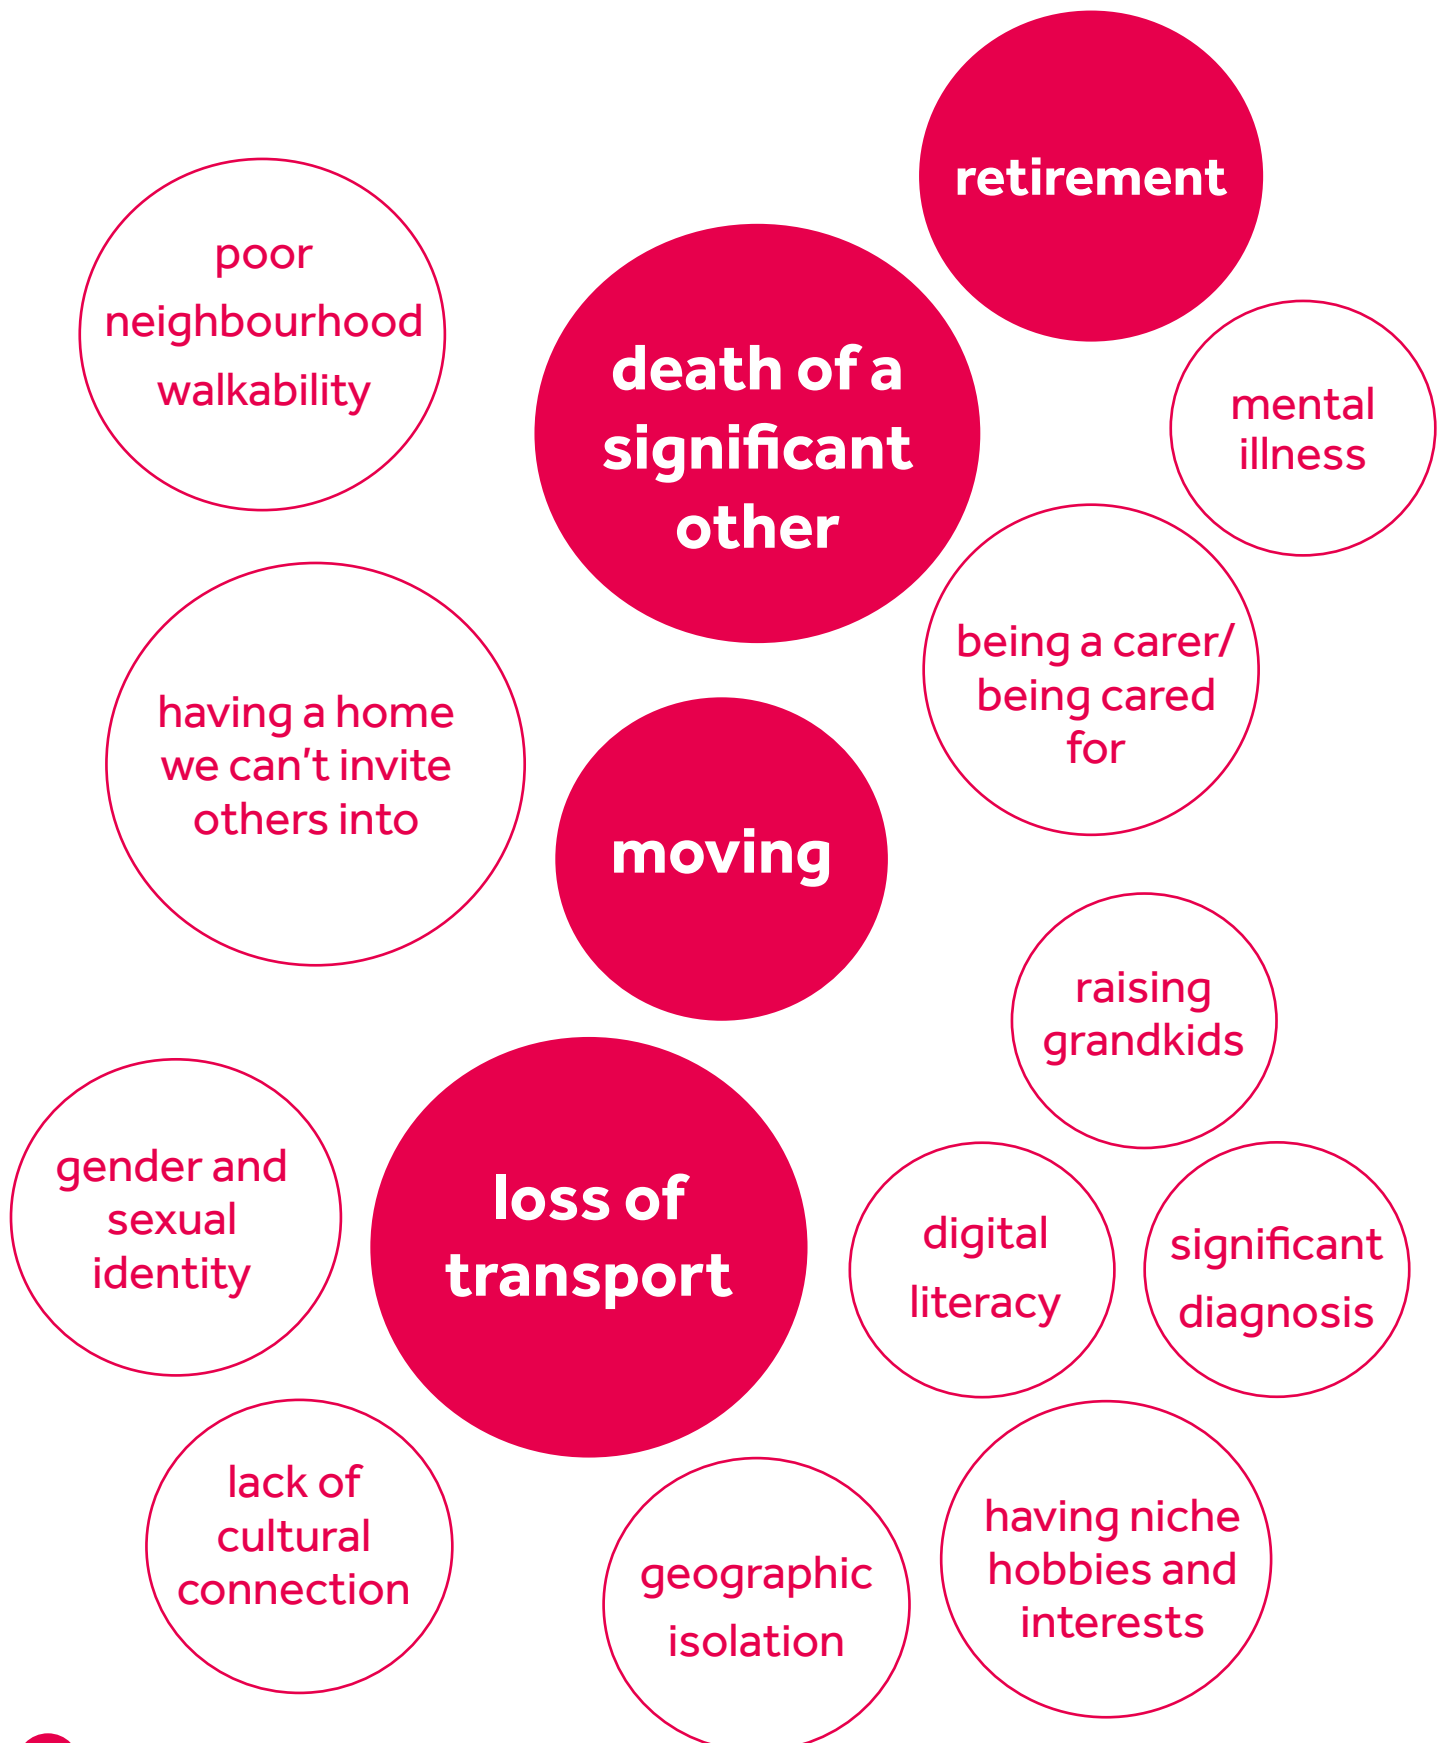 retirement
poor
neighbourhood
walkability
death of a
significant
other
mental
illness
being a carer/
being cared
for
having a home
we can't invite
others into
moving
raising
grandkids
gender and
sexual
identity
loss of
transport
digital
literacy
significant
diagnosis
lack of
cultural
connection
geographic
isolation
having niche
hobbies and
interests